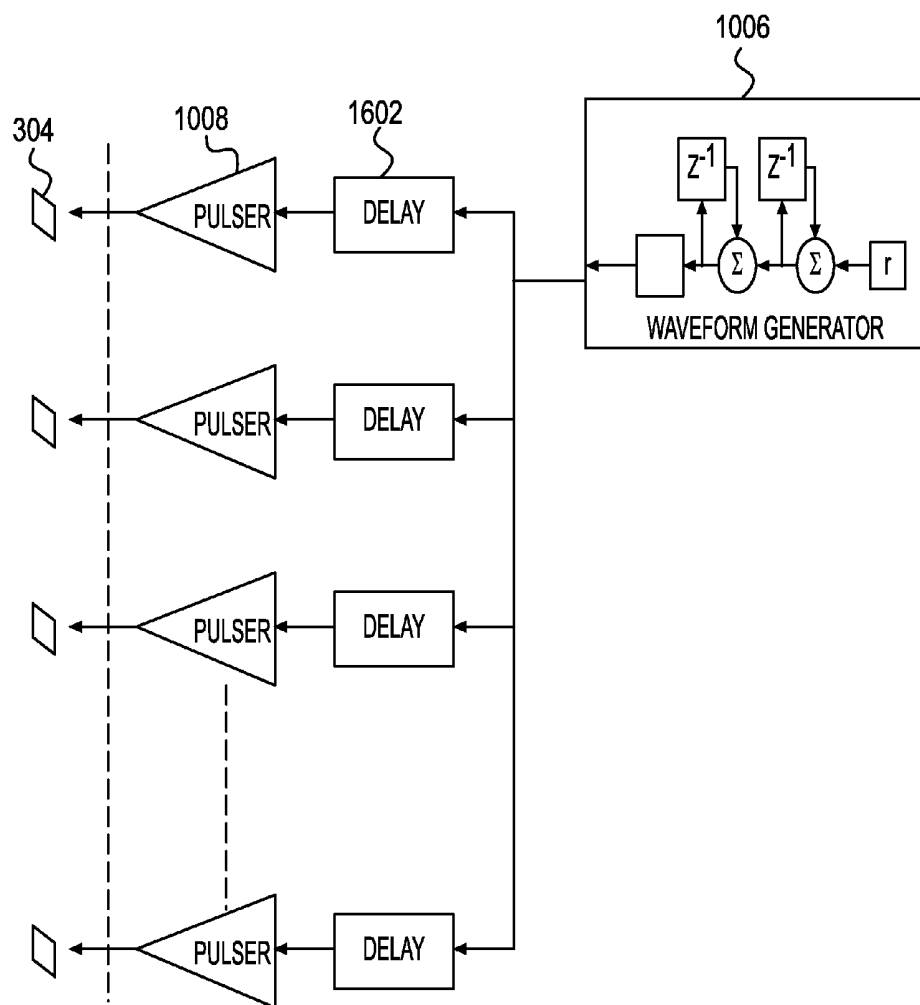 1006
304
1008
1602
Z-1
Z-1
PULSER
DELAY
Σ
Σ
r
WAVEFORM GENERATOR
PULSER
DELAY
PULSER
DELAY
PULSER
DELAY